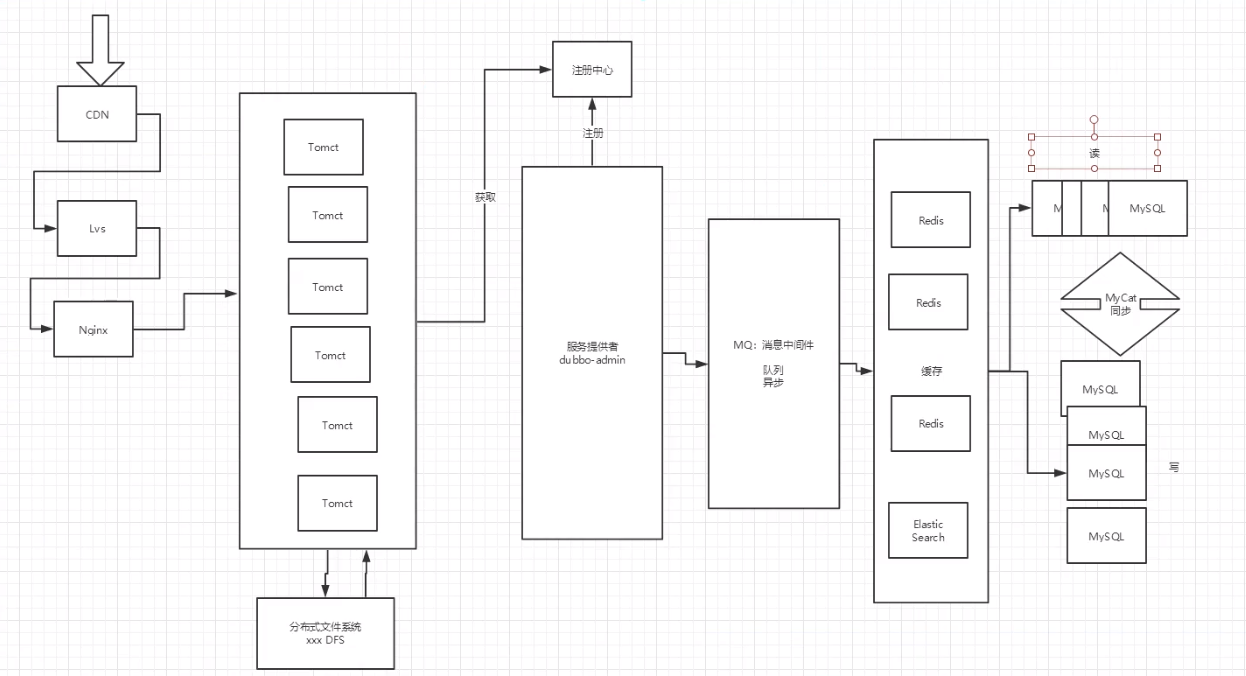 CDN
Lvs
Nginx
Tomct
Tomct
Tomct
Tomct
Tomct
Tomct
分布式文件系统
xxx DFS
获取
注册中心
注册
服务提供者
dubbo-admin
MQ：消息中间件
队列
异步
Redis
Redis
缓存
Redis
Elastic
Search
读
M
M
MySQL
MyCat
同步
MySQL
MySQL
MySQL
写
MySQL